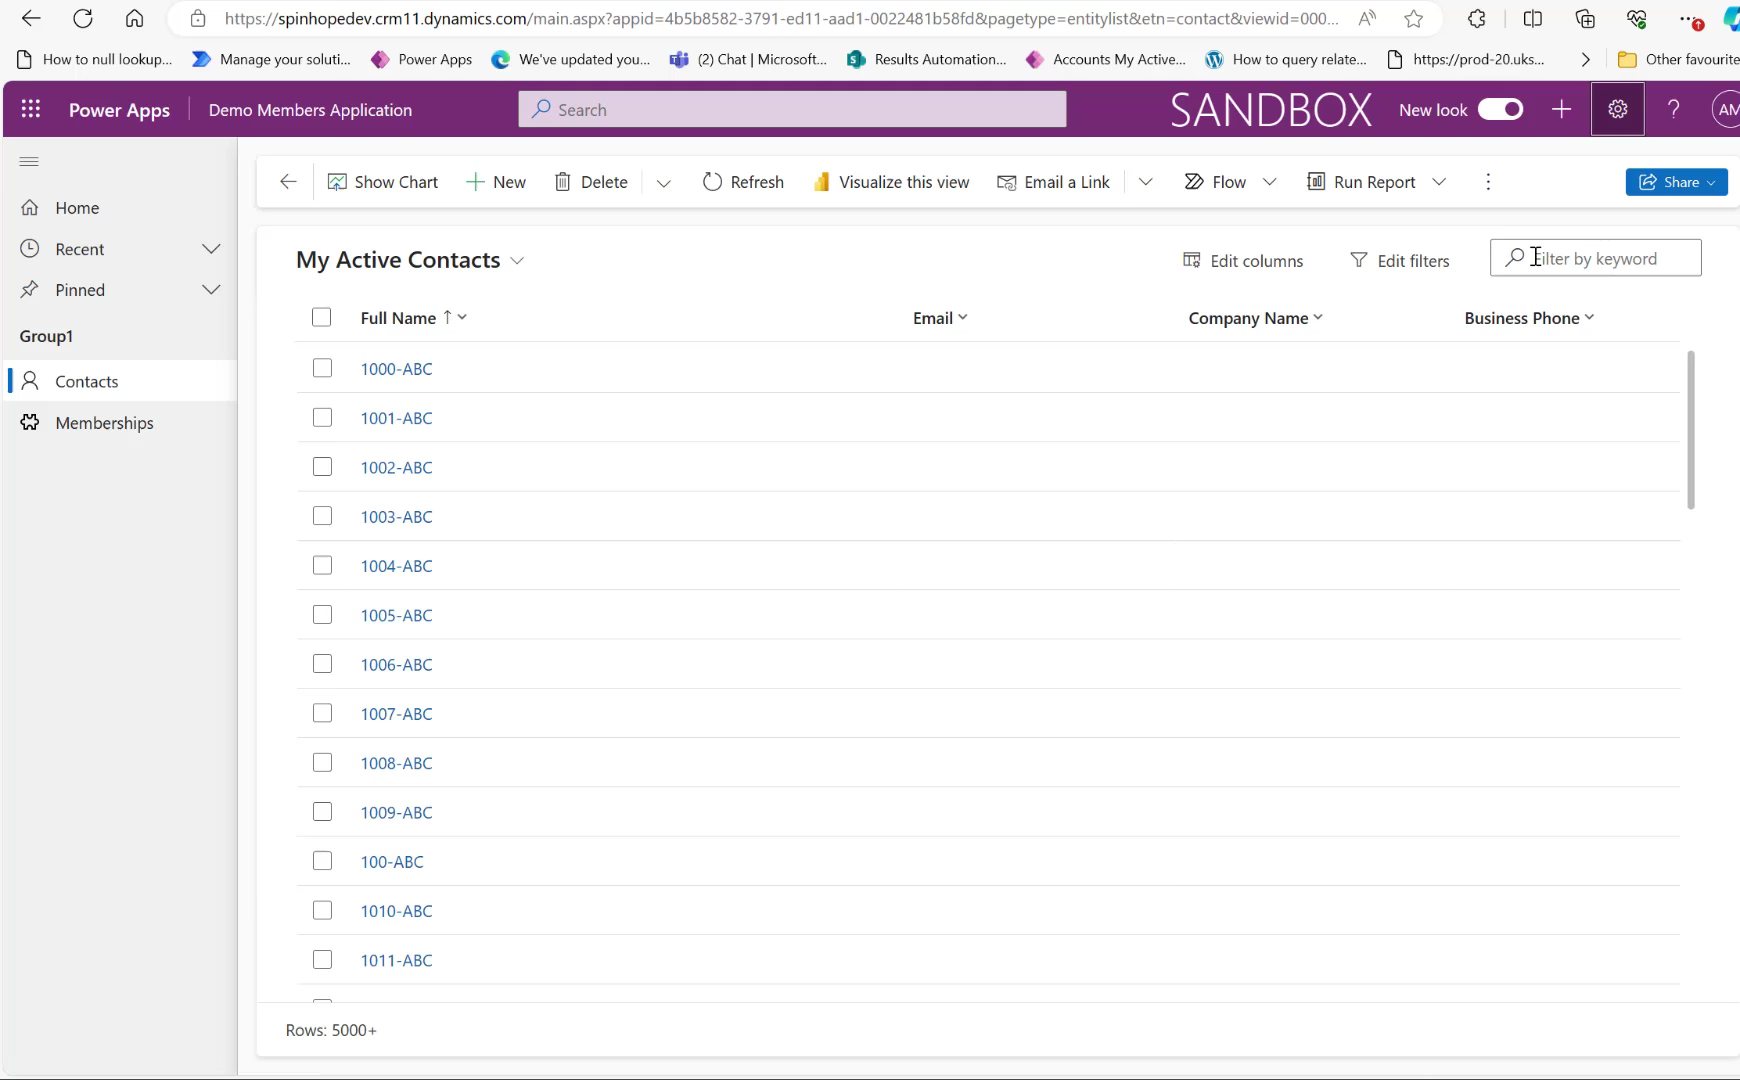 https://spinhopedev.crm11.dynamics.com/main.aspx?appid=4b5b8582-3791-ed11-aad1-0022481b58fd&pagetype=entitylist&etn=contact&viewid=000...
How to null lookup... Manage your soluti... Power Apps We've updated you... (2) Chat | Microsoft... Results Automation... Accounts My Active... How to query relate... https://prod-20.uks... Other favourite
Power Apps Demo Members Application Search SANDBOX New look ? AM
Show Chart New Delete Refresh Visualize this view Email a Link Flow Run Report Share
Home
Recent
Pinned
Group1
Contacts
Memberships
My Active Contacts Edit columns Edit filters Filter by keyword
Full Name ↑ Email Company Name Business Phone
1000-ABC
1001-ABC
1002-ABC
1003-ABC
1004-ABC
1005-ABC
1006-ABC
1007-ABC
1008-ABC
1009-ABC
100-ABC
1010-ABC
1011-ABC
Rows: 5000+